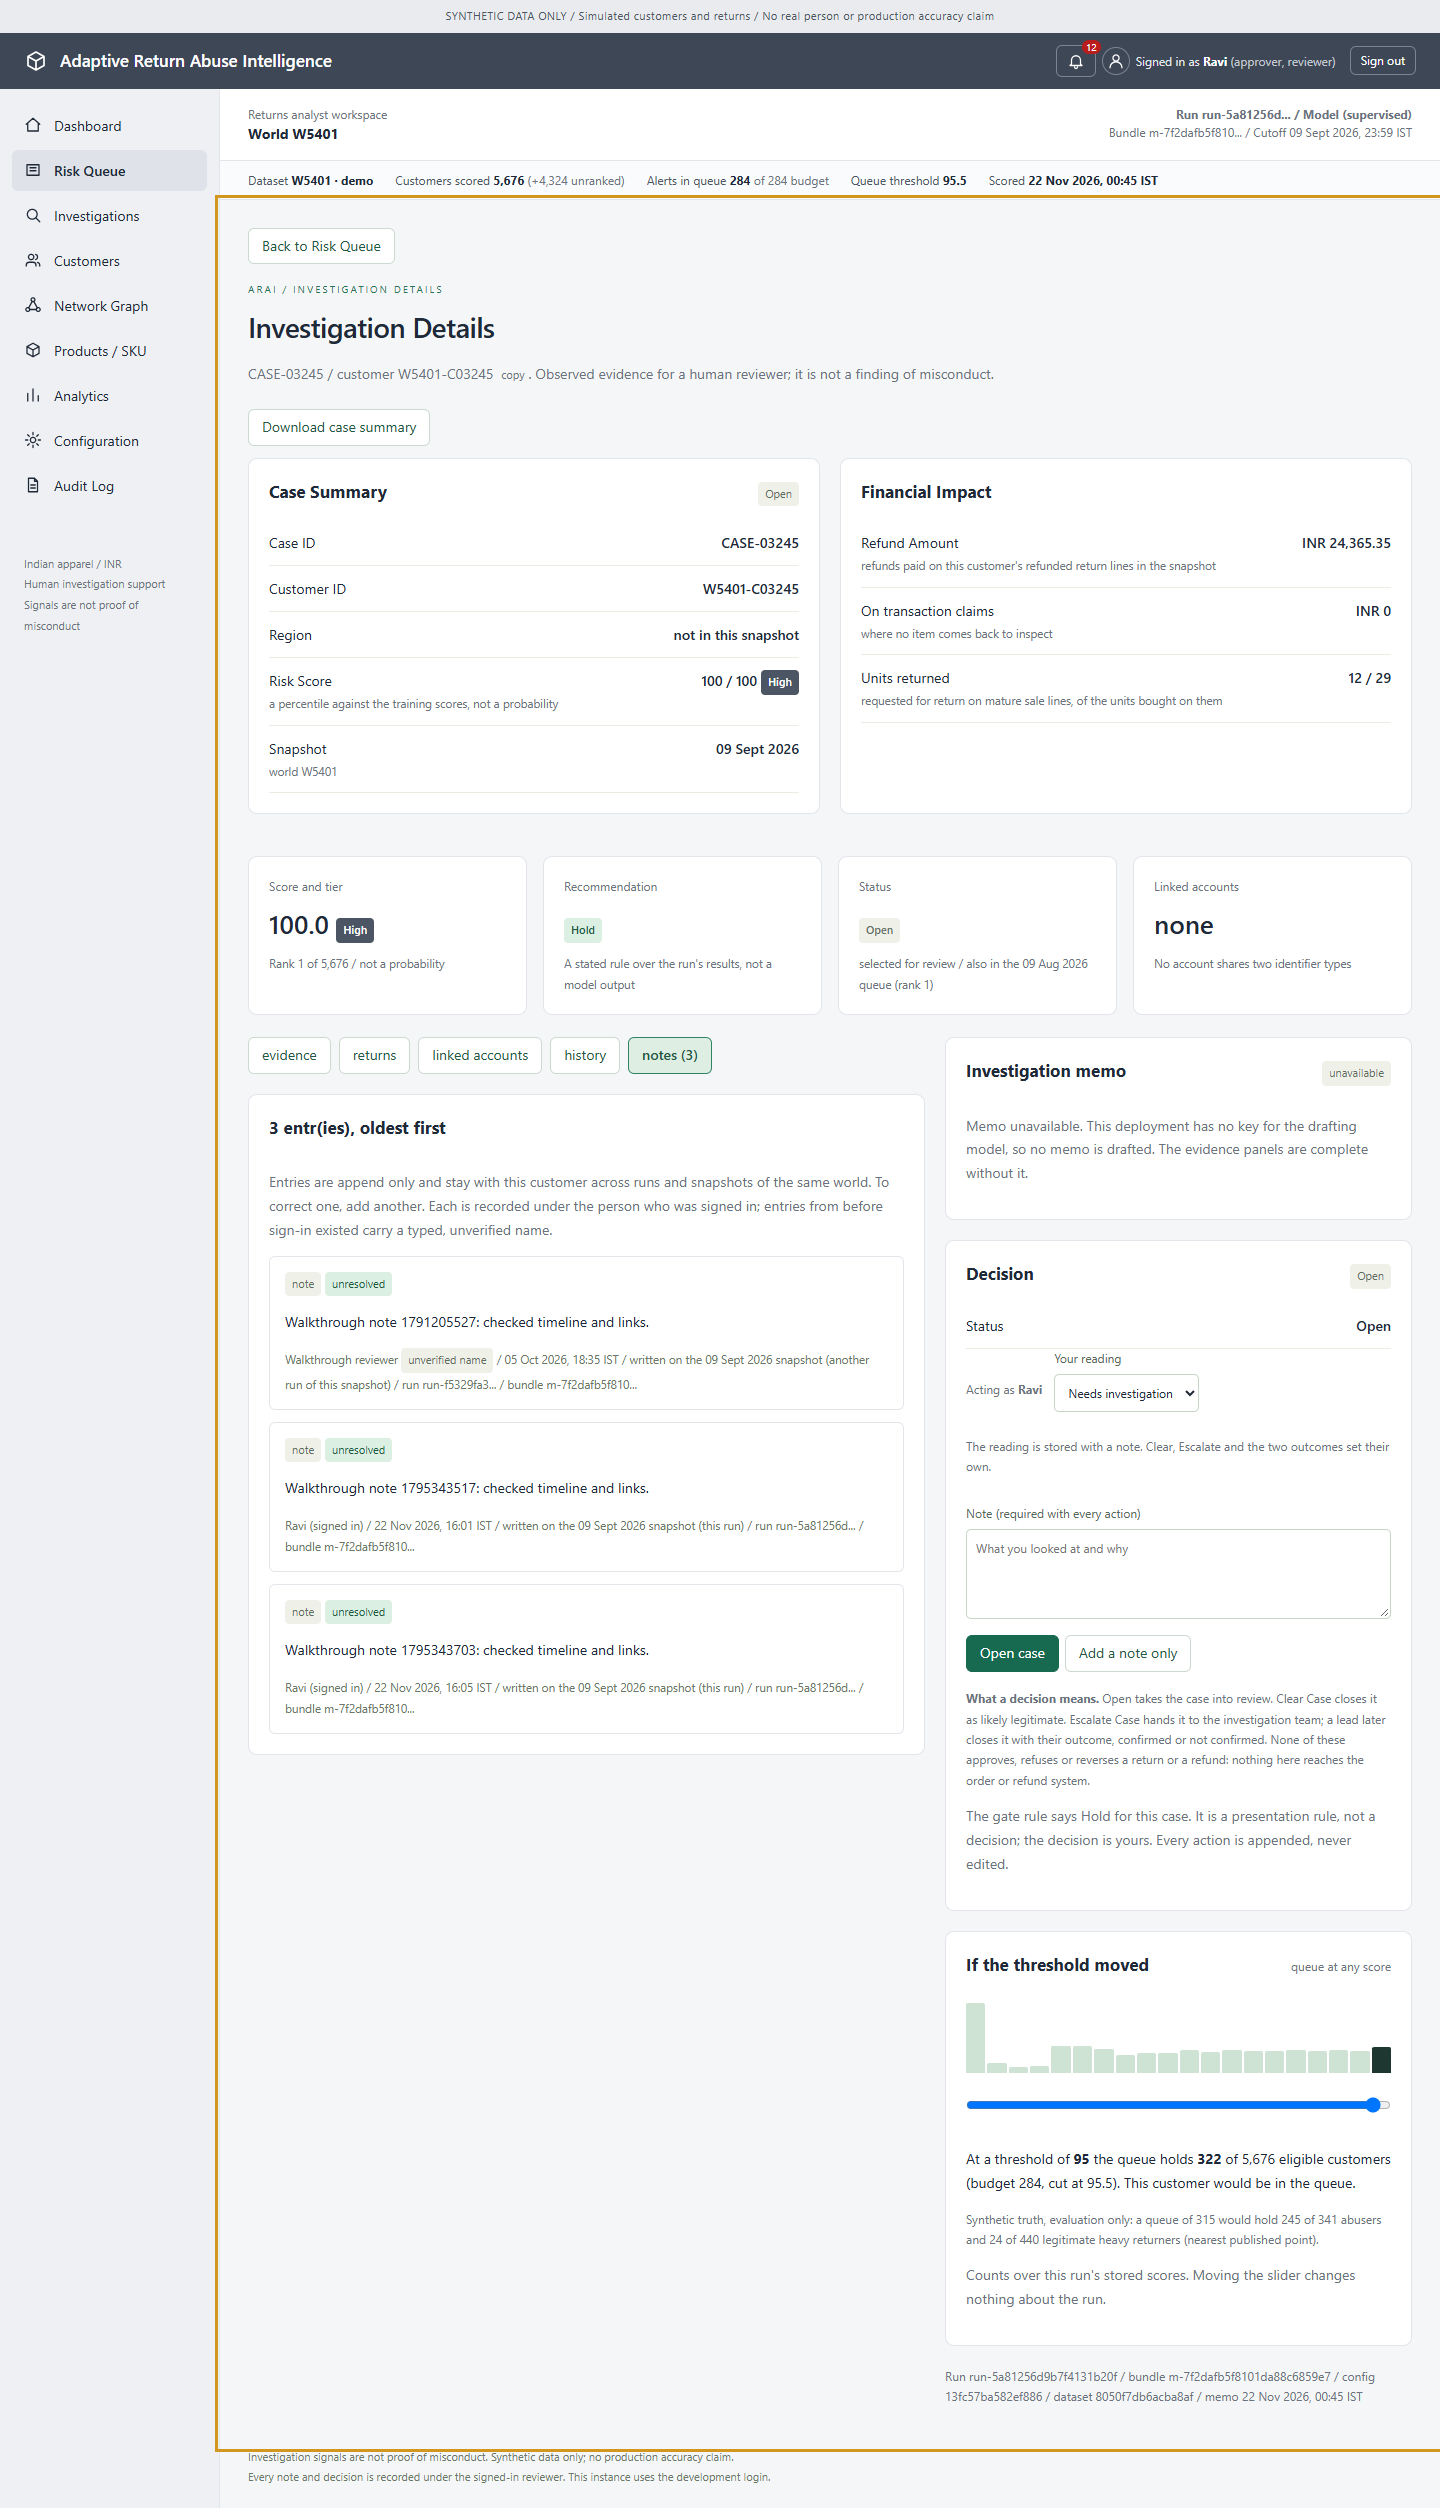 SYNTHETIC DATA ONLY / Simulated customers and returns / No real person or production accuracy claim
Adaptive Return Abuse Intelligence
12
Signed in as Ravi (approver, reviewer)
Sign out
Dashboard
Risk Queue
Investigations
Customers
Network Graph
Products / SKU
Analytics
Configuration
Audit Log
Indian apparel / INR
Human investigation support
Signals are not proof of
misconduct
Returns analyst workspace
World W5401
Run run-5a81256d... / Model (supervised)
Bundle m-7f2dafb5f810... / Cutoff 09 Sept 2026, 23:59 IST
Dataset W5401 · demo Customers scored 5,676 (+4,324 unranked) Alerts in queue 284 of 284 budget Queue threshold 95.5 Scored 22 Nov 2026, 00:45 IST
Back to Risk Queue
ARAI / INVESTIGATION DETAILS
Investigation Details
CASE-03245 / customer W5401-C03245 copy . Observed evidence for a human reviewer; it is not a finding of misconduct.
Download case summary
Case Summary
Open
Case ID CASE-03245
Customer ID W5401-C03245
Region not in this snapshot
Risk Score 100 / 100 High
a percentile against the training scores, not a probability
Snapshot 09 Sept 2026
world W5401
Financial Impact
Refund Amount INR 24,365.35
refunds paid on this customer's refunded return lines in the snapshot
On transaction claims INR 0
where no item comes back to inspect
Units returned 12 / 29
requested for return on mature sale lines, of the units bought on them
Score and tier
100.0 High
Rank 1 of 5,676 / not a probability
Recommendation
Hold
A stated rule over the run's results, not a
model output
Status
Open
selected for review / also in the 09 Aug 2026
queue (rank 1)
Linked accounts
none
No account shares two identifier types
evidence
returns
linked accounts
history
notes (3)
3 entr(ies), oldest first
Entries are append only and stay with this customer across runs and snapshots of the same world. To
correct one, add another. Each is recorded under the person who was signed in; entries from before
sign-in existed carry a typed, unverified name.
note unresolved
Walkthrough note 1791205527: checked timeline and links.
Walkthrough reviewer unverified name / 05 Oct 2026, 18:35 IST / written on the 09 Sept 2026 snapshot (another
run of this snapshot) / run run-f5329fa3... / bundle m-7f2dafb5f810...
note unresolved
Walkthrough note 1795343517: checked timeline and links.
Ravi (signed in) / 22 Nov 2026, 16:01 IST / written on the 09 Sept 2026 snapshot (this run) / run run-5a81256d... /
bundle m-7f2dafb5f810...
note unresolved
Walkthrough note 1795343703: checked timeline and links.
Ravi (signed in) / 22 Nov 2026, 16:05 IST / written on the 09 Sept 2026 snapshot (this run) / run run-5a81256d... /
bundle m-7f2dafb5f810...
Investigation memo
unavailable
Memo unavailable. This deployment has no key for the drafting
model, so no memo is drafted. The evidence panels are complete
without it.
Decision
Open
Status Open
Your reading
Acting as Ravi Needs investigation
The reading is stored with a note. Clear, Escalate and the two outcomes set their
own.
Note (required with every action)
What you looked at and why
Open case
Add a note only
What a decision means. Open takes the case into review. Clear Case closes it
as likely legitimate. Escalate Case hands it to the investigation team; a lead later
closes it with their outcome, confirmed or not confirmed. None of these
approves, refuses or reverses a return or a refund: nothing here reaches the
order or refund system.
The gate rule says Hold for this case. It is a presentation rule, not a
decision; the decision is yours. Every action is appended, never
edited.
If the threshold moved
queue at any score
At a threshold of 95 the queue holds 322 of 5,676 eligible customers
(budget 284, cut at 95.5). This customer would be in the queue.
Synthetic truth, evaluation only: a queue of 315 would hold 245 of 341 abusers
and 24 of 440 legitimate heavy returners (nearest published point).
Counts over this run's stored scores. Moving the slider changes
nothing about the run.
Run run-5a81256d9b7f4131b20f / bundle m-7f2dafb5f8101da88c6859e7 / config
13fc57ba582ef886 / dataset 8050f7db6acba8af / memo 22 Nov 2026, 00:45 IST
Investigation signals are not proof of misconduct. Synthetic data only; no production accuracy claim.
Every note and decision is recorded under the signed-in reviewer. This instance uses the development login.